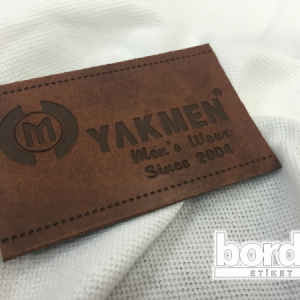 M YAKMEN®
Men's Wear
Since 2004
bord
ETİKET